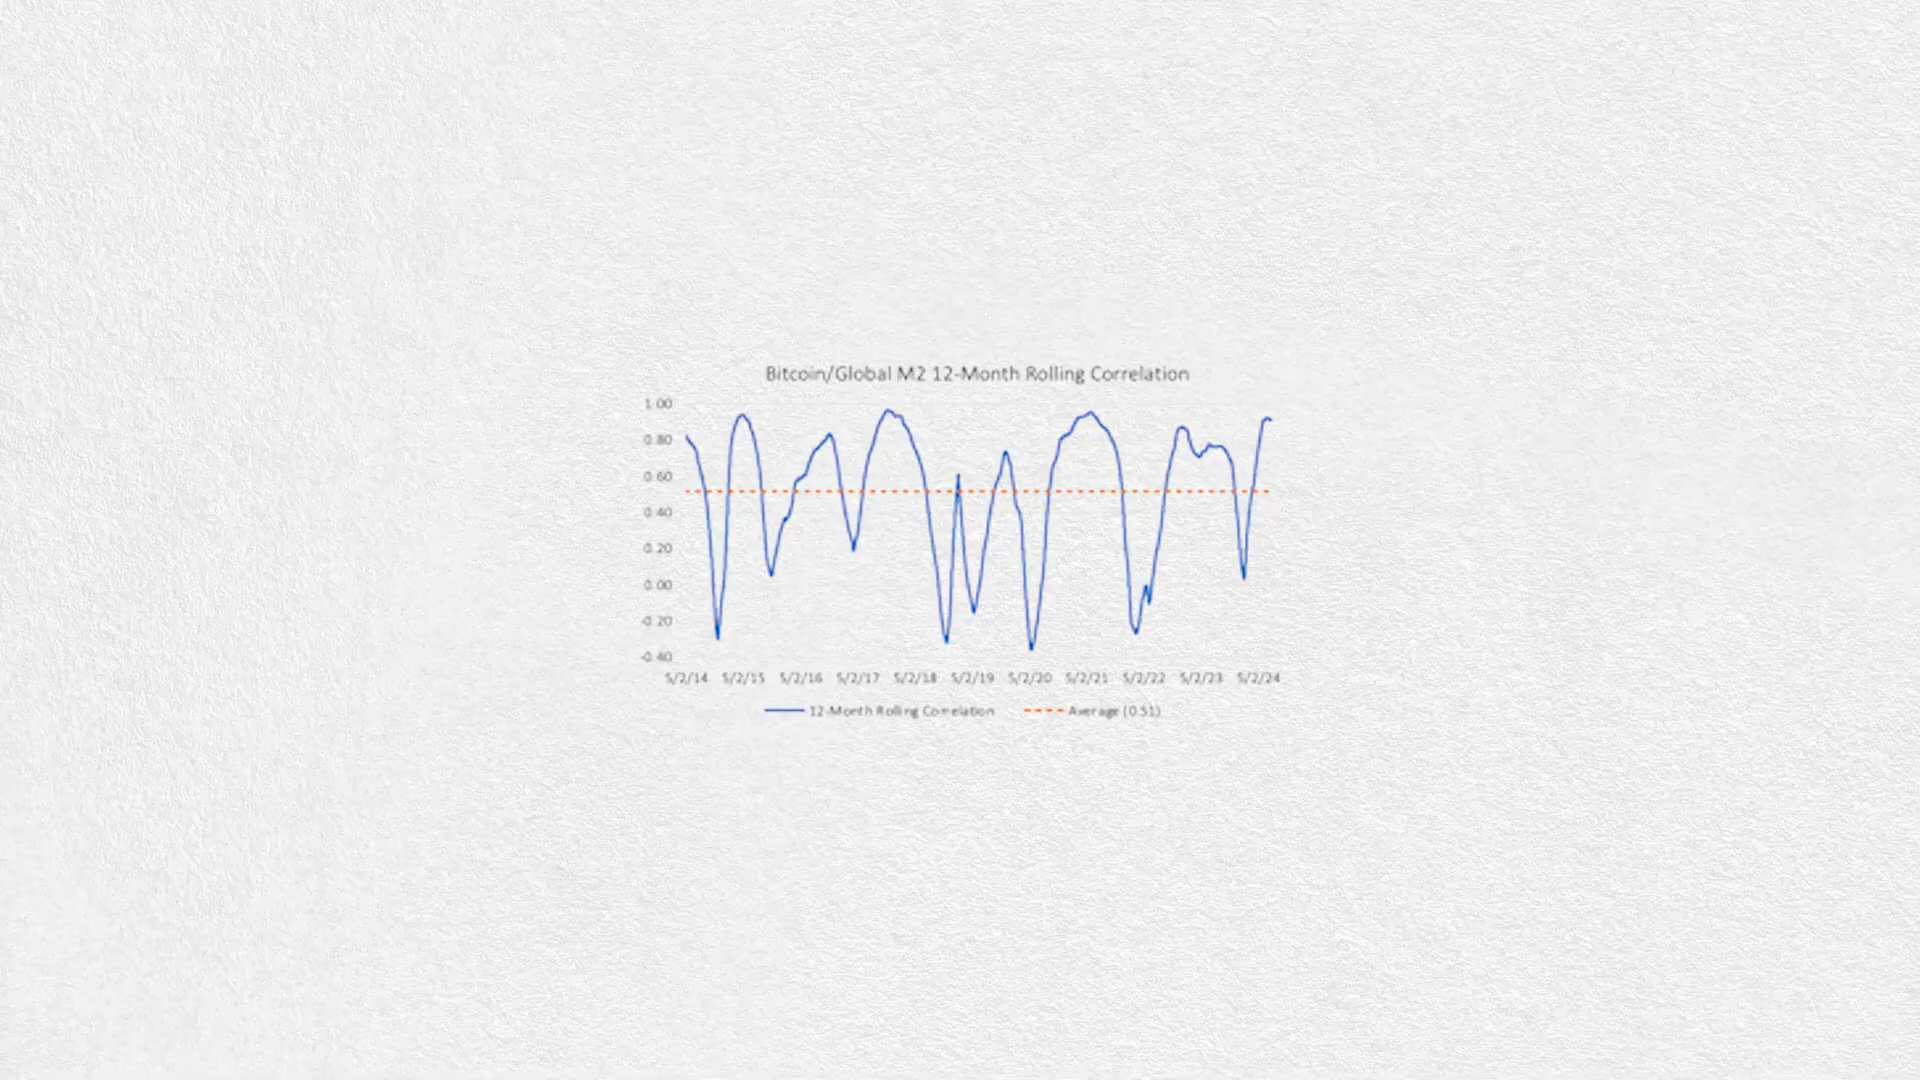 Bitcoin/Global M2 12-Month Rolling Correlation
1.00
0.80
0.60
0.40
0.20
0.00
-0.20
-0.40
5/2/14 5/2/15 5/2/16 5/2/17 5/2/18 5/2/19 5/2/20 5/2/21 5/2/22 5/2/23 5/2/24
12-Month Rolling Correlation Average (0.51)